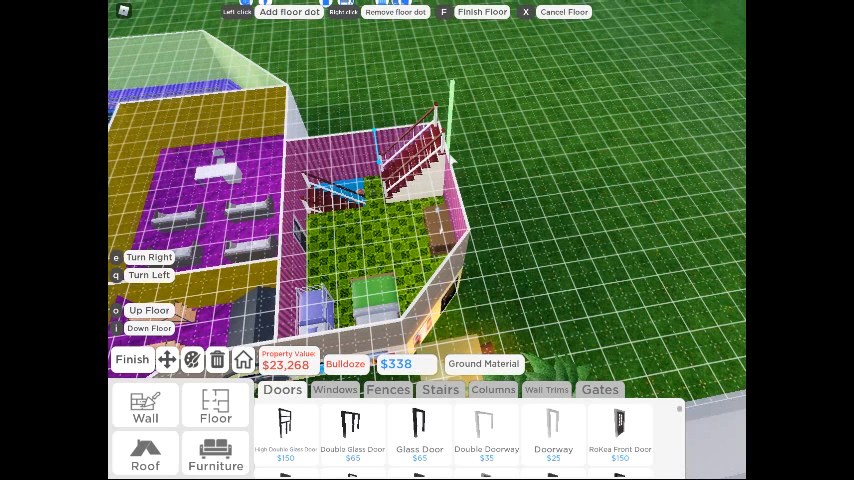 Left click Add floor dot Right click Remove floor dot F Finish Floor X Cancel Floor
e Turn Right
q Turn Left
o Up Floor
i Down Floor
Finish Property Value: $23,268 Bulldoze $338 Ground Material
Doors Windows Fences Stairs Columns Wall Trims Gates
Wall Floor
High Double Glass Door Double Glass Door Glass Door Double Doorway Doorway RoKea Front Door
$150 $65 $65 $35 $25 $150
Roof Furniture